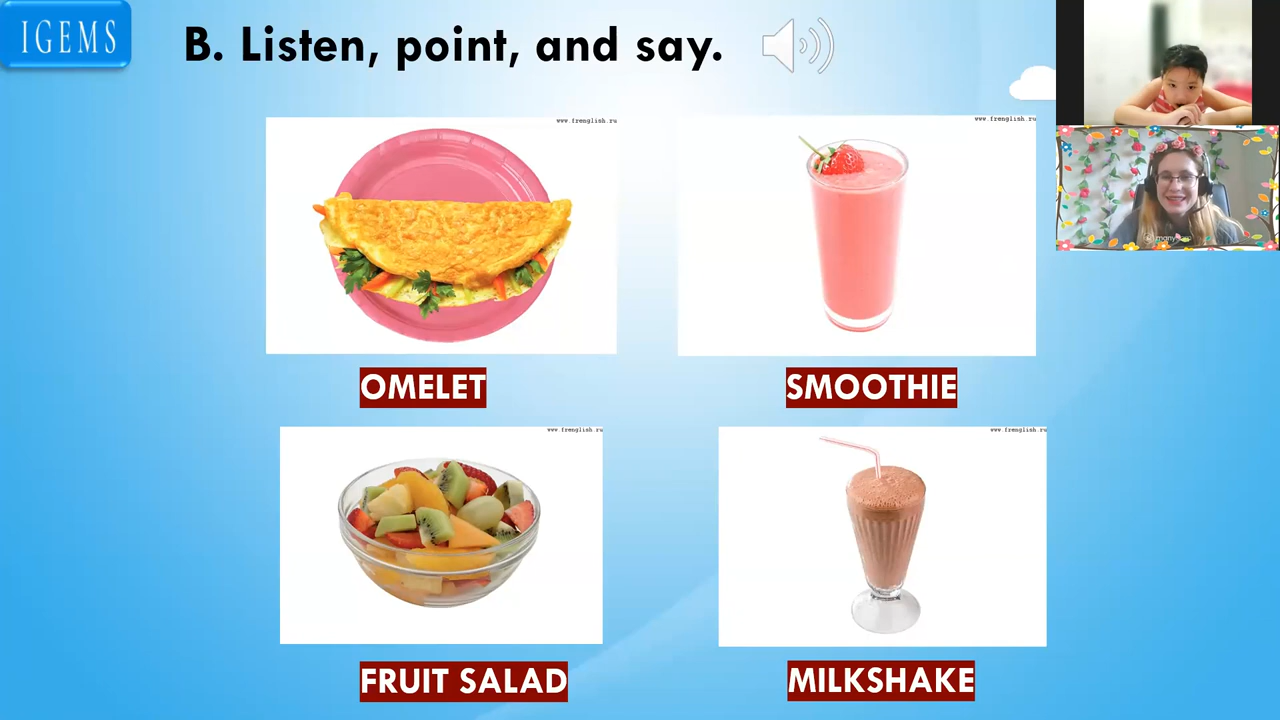 IGEMS
B. Listen, point, and say.
www.frenglish.ru
www.frenglish.ru
OMELET
SMOOTHIE
www.frenglish.ru
www.frenglish.ru
FRUIT SALAD
MILKSHAKE